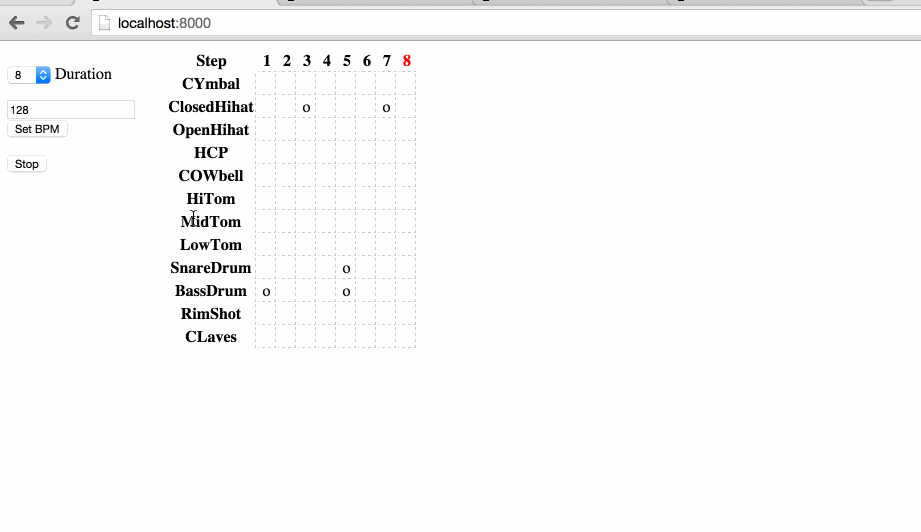 localhost:8000
8 Duration
128
Set BPM
Stop
Step 1 2 3 4 5 6 7 8
CYmbal
ClosedHihat o o
OpenHihat
HCP
COWbell
HiTom
MidTom
LowTom
SnareDrum o
BassDrum o o
RimShot
CLaves